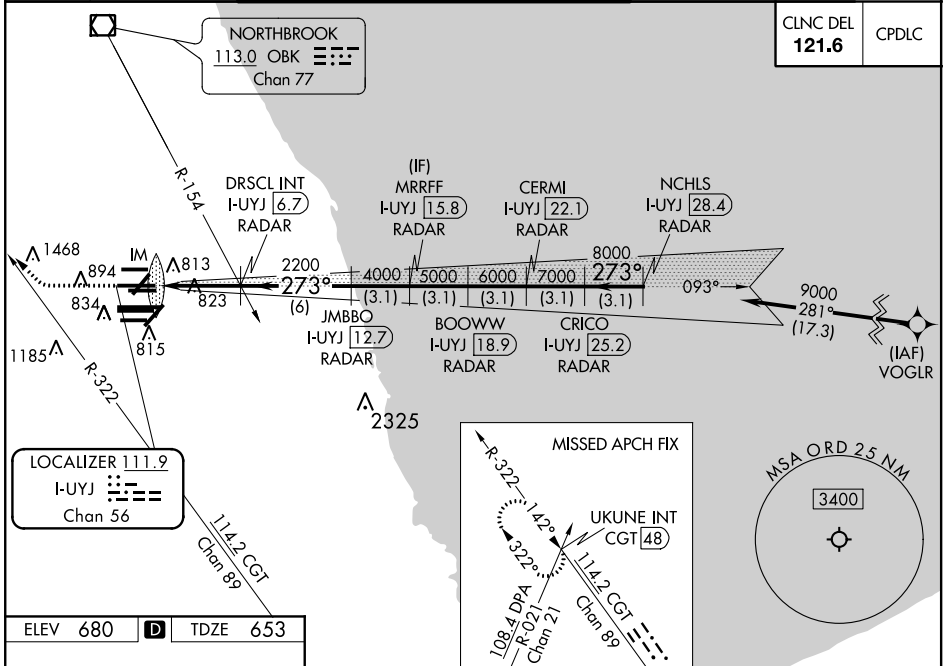 NORTHBROOK
113.0 OBK
Chan 77
CLNC DEL
121.6
CPDLC
R-154
DRSCL INT
I-UYJ 6.7
RADAR
(IF)
MRRFF
I-UYJ 15.8
RADAR
CERMI
I-UYJ 22.1
RADAR
NCHLS
I-UYJ 28.4
RADAR
1468
894
IM
813
834
823
815
1185
2200
273°
(6)
4000
(3.1)
5000
(3.1)
6000
(3.1)
7000
(3.1)
8000
273°
(3.1)
093°
9000
281°
(17.3)
(IAF)
VOGLR
JMBBO
I-UYJ 12.7
RADAR
BOOWW
I-UYJ 18.9
RADAR
CRICO
I-UYJ 25.2
RADAR
R-322
2325
LOCALIZER 111.9
I-UYJ
Chan 56
114.2 CGT
Chan 89
MISSED APCH FIX
R-322
142°
322°
UKUNE INT
CGT 48
114.2 CGT
Chan 89
108.4 DPA
R-021
Chan 21
MSA ORD 25 NM
3400
ELEV 680 D TDZE 653